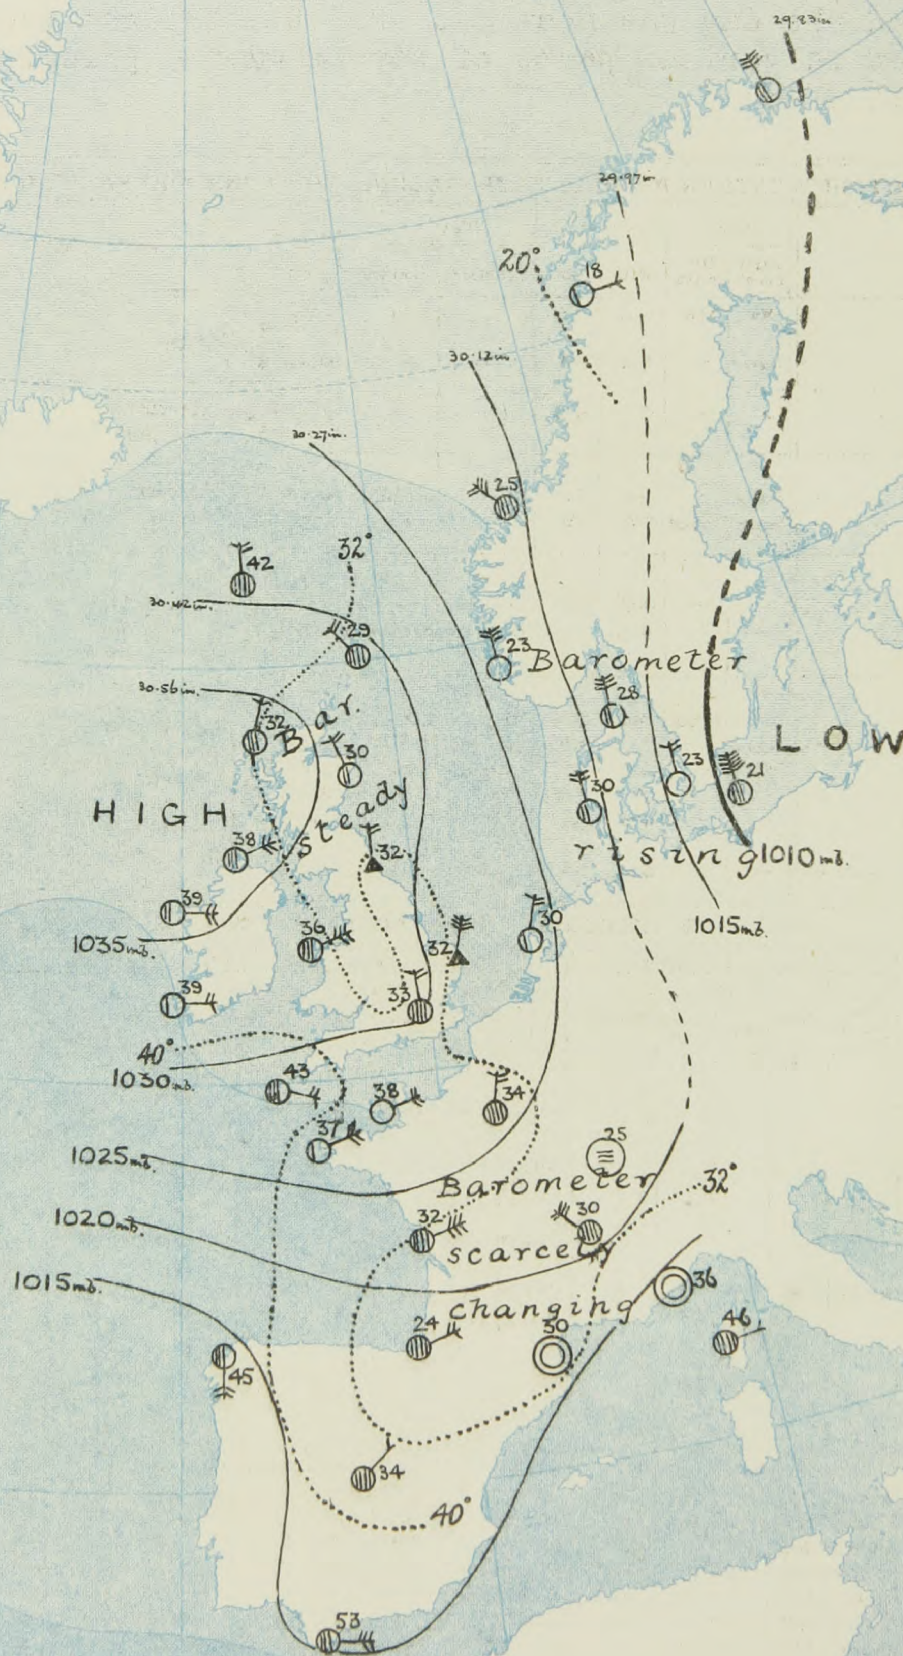 29.83in.
29.97in
20°
18
30.12in
30.27in.
25
32°
42
30.42in.
29
23
Barometer
30.56in.
32
Bar.
28
LOW
30
23
21
30
HIGH
steady
38
32
rising
1010mb.
39
1015mb.
36
30
32
1035mb.
39
33
40°
1030mb.
43
38
34
37
25
1025mb.
Barometer
32°
1020mb.
32
30
scarcely
1015mb.
36
changing
24
30
46
45
34
40°
53